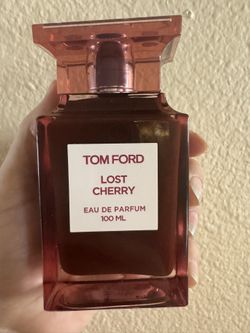 TOM FORD
LOST
CHERRY
EAU DE PARFUM
100 ML